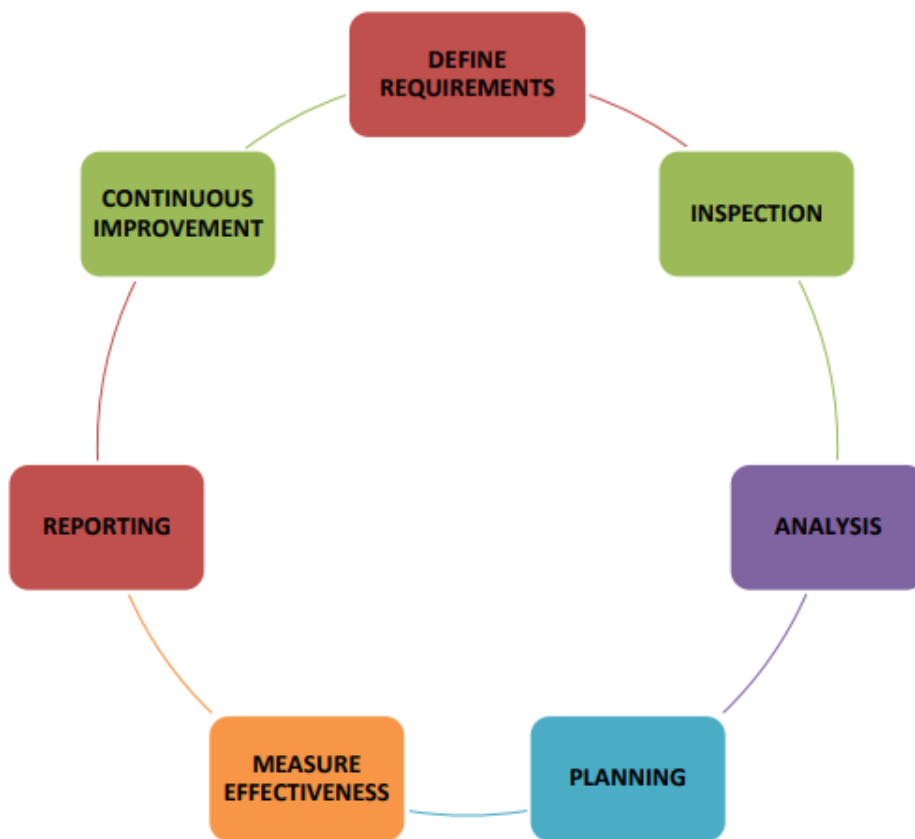 DEFINE
REQUIREMENTS
INSPECTION
ANALYSIS
PLANNING
MEASURE
EFFECTIVENESS
REPORTING
CONTINUOUS
IMPROVEMENT